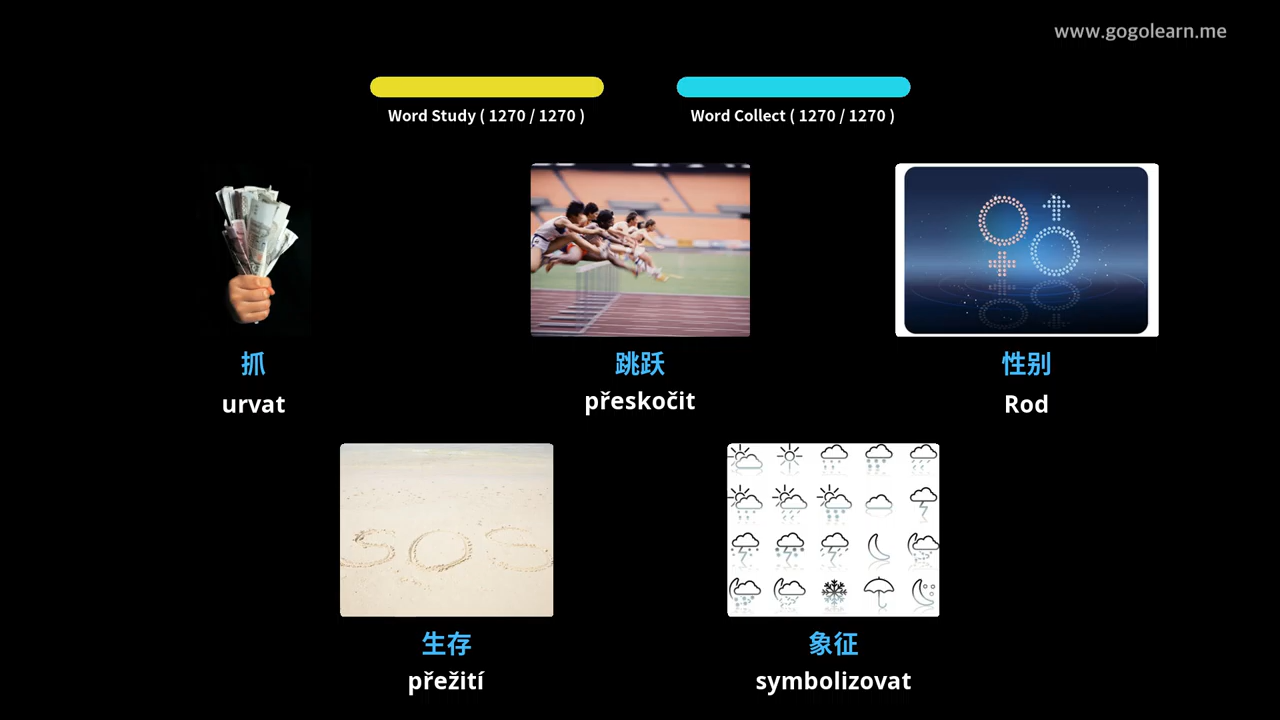 www.gogolearn.me
Word Study ( 1270 / 1270 )
Word Collect ( 1270 / 1270 )
抓
urvat
跳跃
přeskočit
性别
Rod
SOS
生存
přežití
象征
symbolizovat